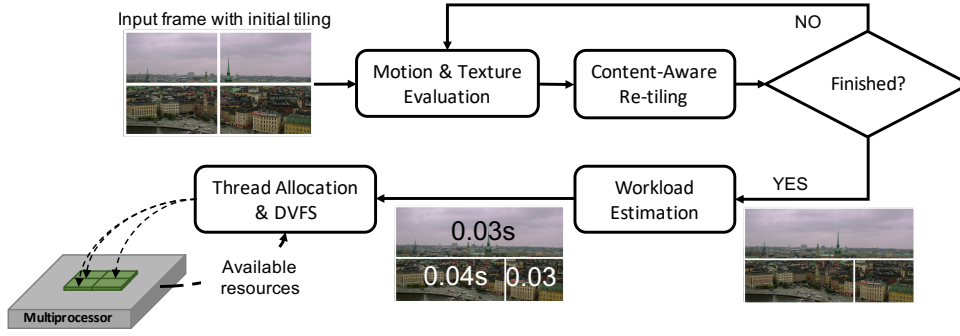 Input frame with initial tiling
NO
Motion & Texture
Evaluation
Content-Aware
Re-tiling
Finished?
YES
Thread Allocation
& DVFS
Workload
Estimation
0.03s
0.04s
0.03
Available
resources
Multiprocessor